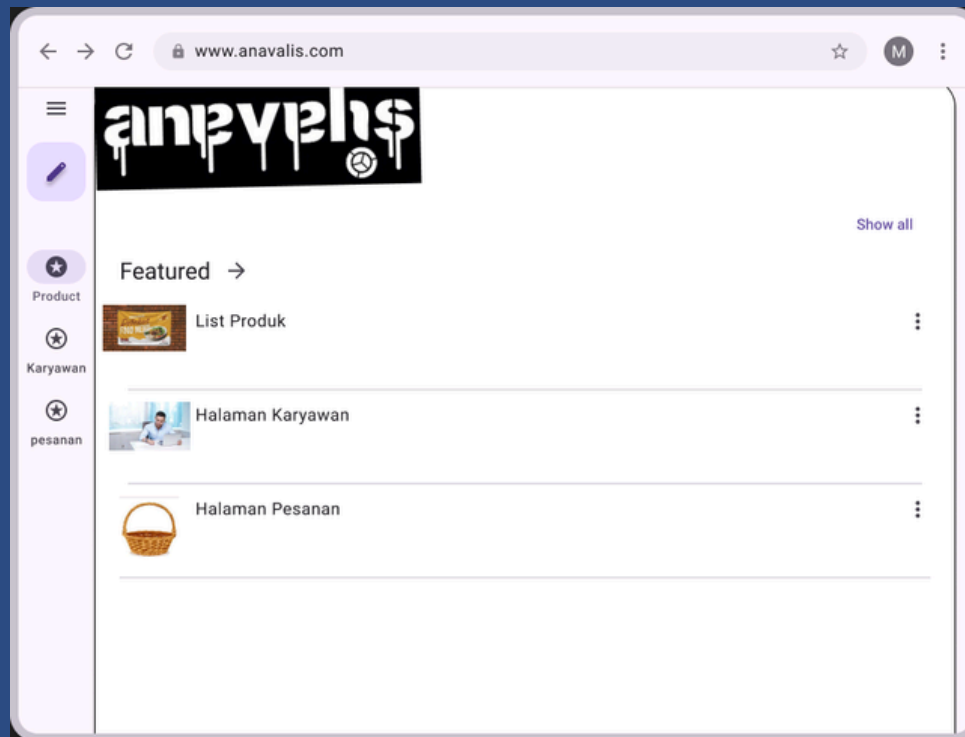 www.anavalis.com
M
anavalis
Show all
Featured
Product
List Produk
Karyawan
Halaman Karyawan
pesanan
Halaman Pesanan